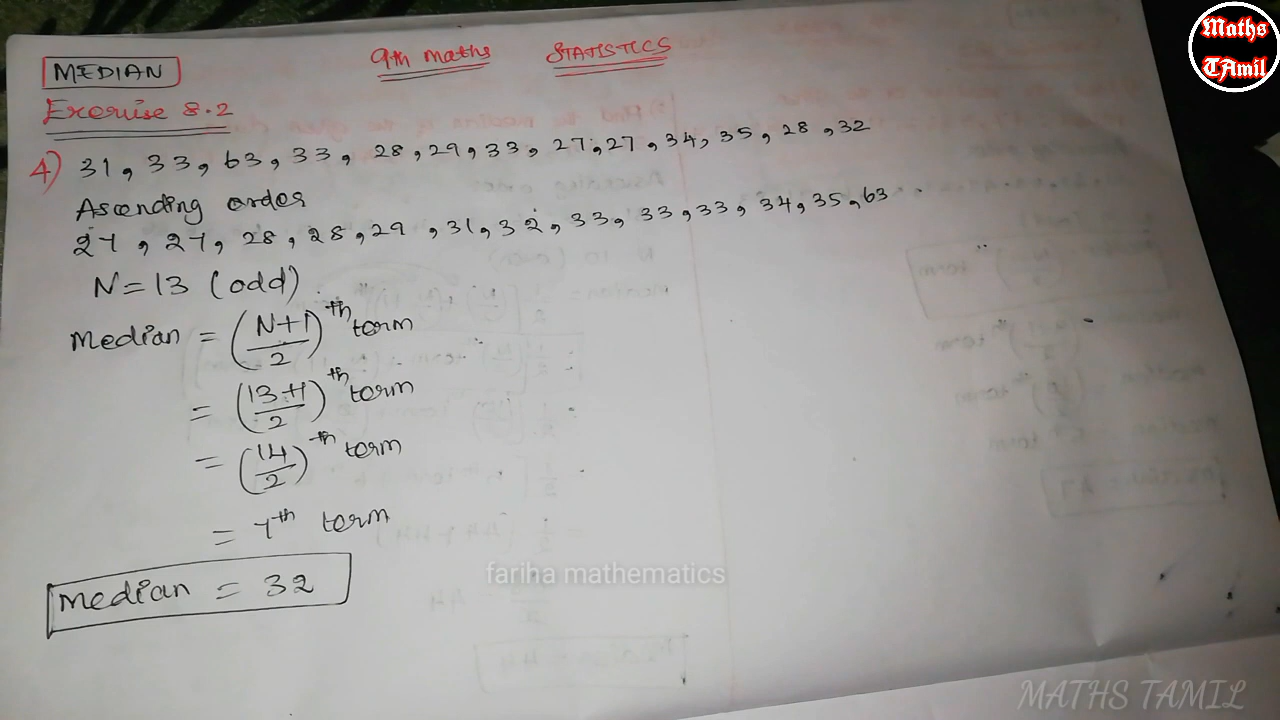 Maths
TAmil
9th maths STATISTICS
MEDIAN
Exercise 8.2
4) 31, 33, 63, 33, 28, 29, 33, 27, 27, 34, 35, 28, 32
Ascending order
27, 27, 28, 28, 29, 31, 32, 33, 33, 33, 34, 35, 63
N = 13 (odd).
Median = ((N+1)/2)th term
= ((13+1)/2)th term
= (14/2)th term
= 7th term
median = 32
fariha mathematics
MATHS TAMIL